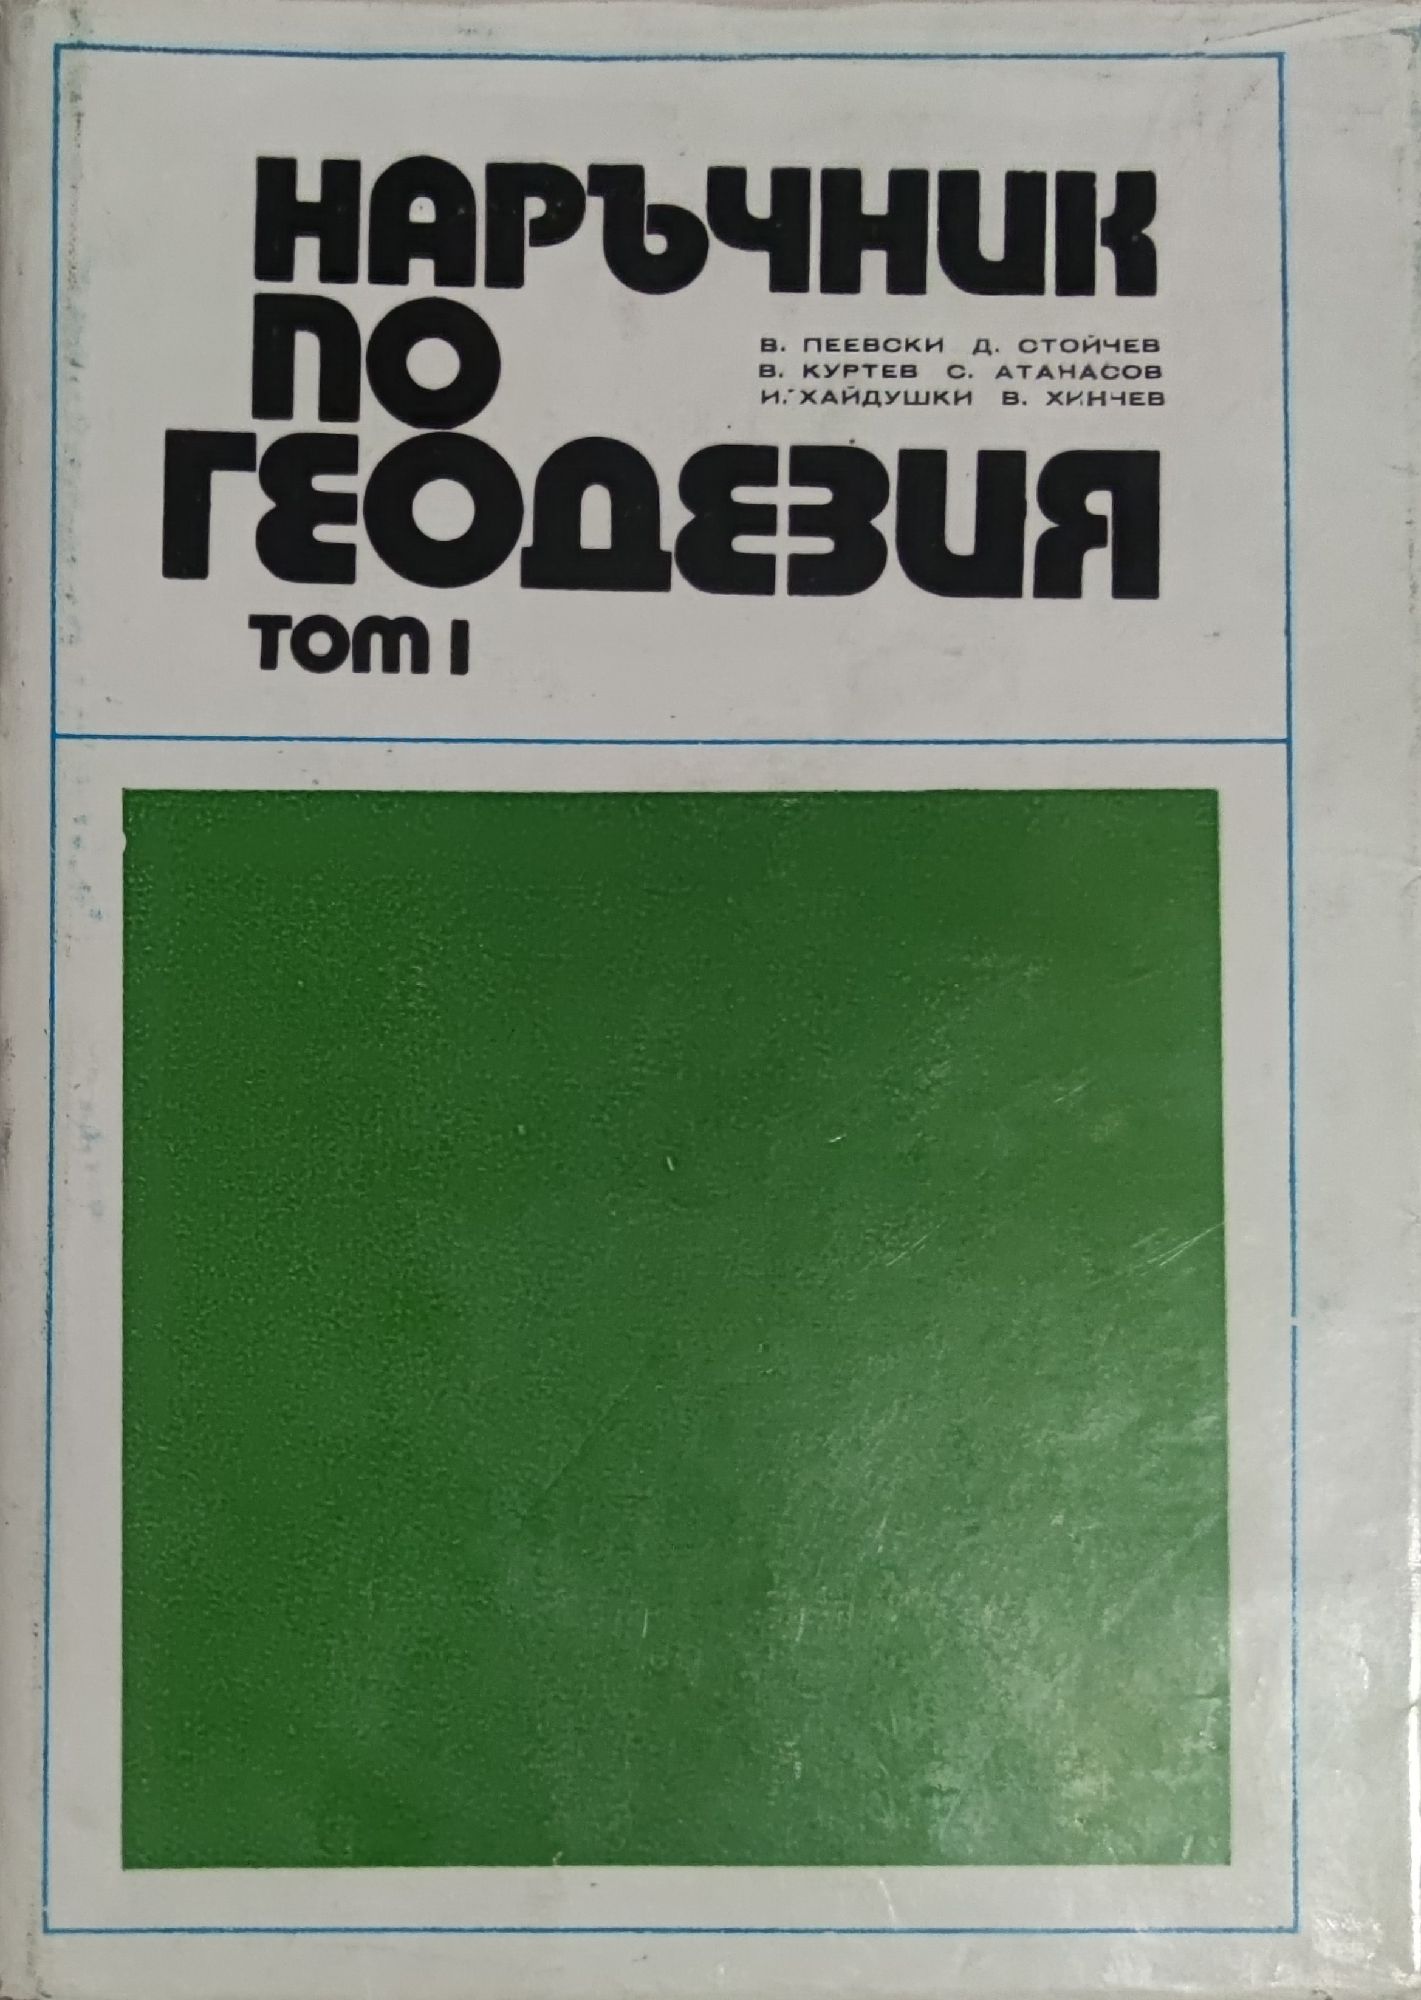 НАРЪЧНИК
ПО
В. ПЕЕВСКИ Д. СТОЙЧЕВ
В. КУРТЕВ С. АТАНАСОВ
И. ХАЙДУШКИ В. ХИНЧЕВ
ГЕОДЕЗИЯ
ТОМ I